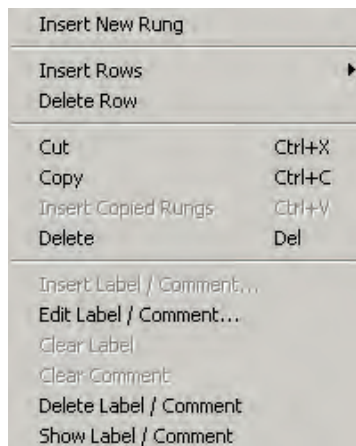 Insert New Rung
Insert Rows
Delete Row
Cut Ctrl+X
Copy Ctrl+C
Insert Copied Rungs Ctrl+V
Delete Del
Insert Label / Comment...
Edit Label / Comment...
Clear Label
Clear Comment
Delete Label / Comment
Show Label / Comment